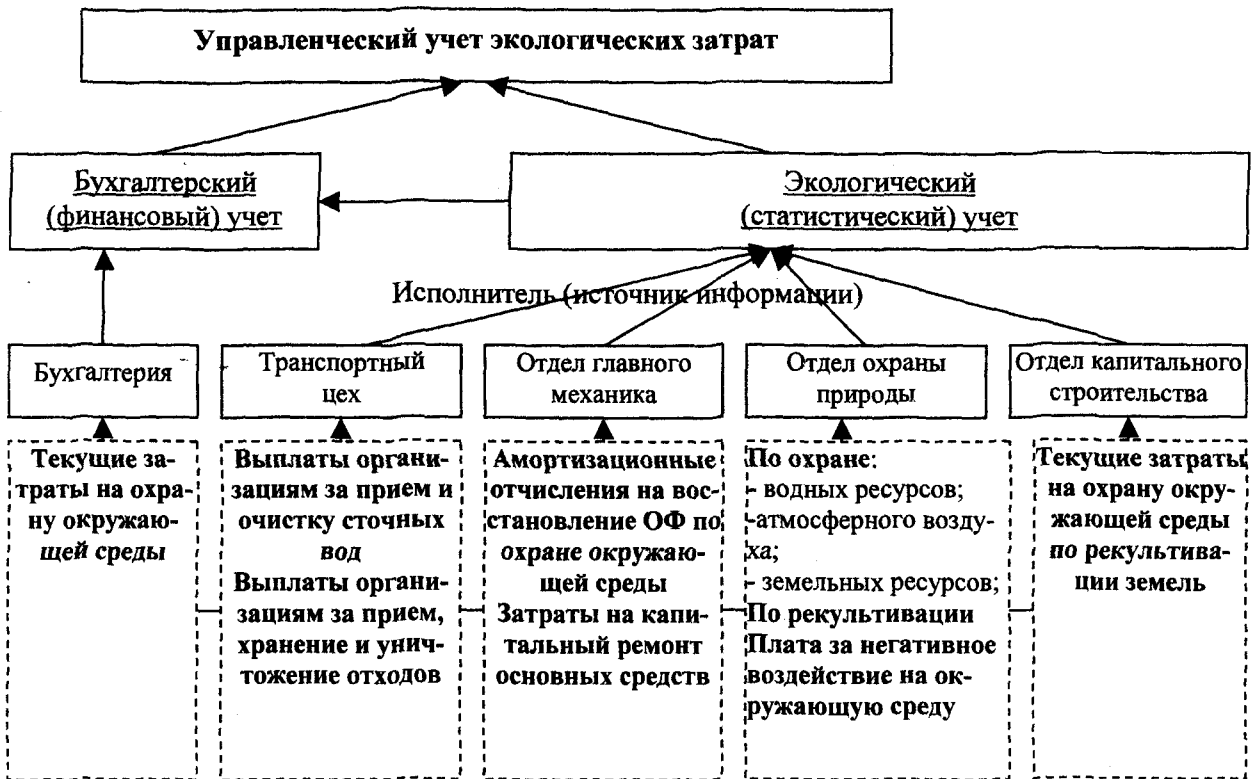 Управленческий учет экологических затрат
Бухгалтерский
(финансовый) учет
Экологический
(статистический) учет
Исполнитель (источник информации)
Бухгалтерия
Транспортный
цех
Отдел главного
механика
Отдел охраны
природы
Отдел капитального
строительства
Текущие за-
траты на охра-
ну окружаю-
щей среды
Выплаты органи-
зациям за прием и
очистку сточных
вод
Выплаты органи-
зациям за прием,
хранение и унич-
тожение отходов
Амортизационные
отчисления на вос-
становление ОФ по
охране окружаю-
щей среды
Затраты на капи-
тальный ремонт
основных средств
По охране:
- водных ресурсов;
-атмосферного возду-
ха;
- земельных ресурсов;
По рекультивации
Плата за негативное
воздействие на ок-
ружающую среду
Текущие затраты
на охрану окру-
жающей среды
по рекультива-
ции земель